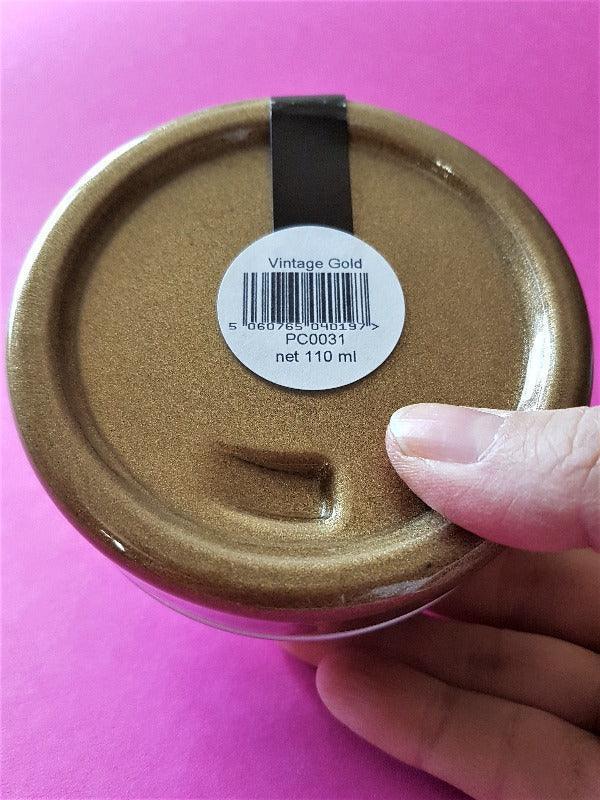 Vintage Gold
5 060765 040197 >
PC0031
net 110 ml